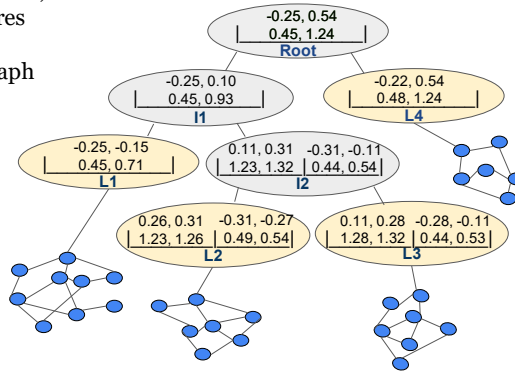 res
aph
-0.25, 0.54
0.45, 1.24
Root
-0.25, 0.10
0.45, 0.93
I1
-0.22, 0.54
0.48, 1.24
L4
-0.25, -0.15
0.45, 0.71
L1
0.11, 0.31 -0.31, -0.11
1.23, 1.32 0.44, 0.54
I2
0.26, 0.31 -0.31, -0.27
1.23, 1.26 0.49, 0.54
L2
0.11, 0.28 -0.28, -0.11
1.28, 1.32 0.44, 0.53
L3